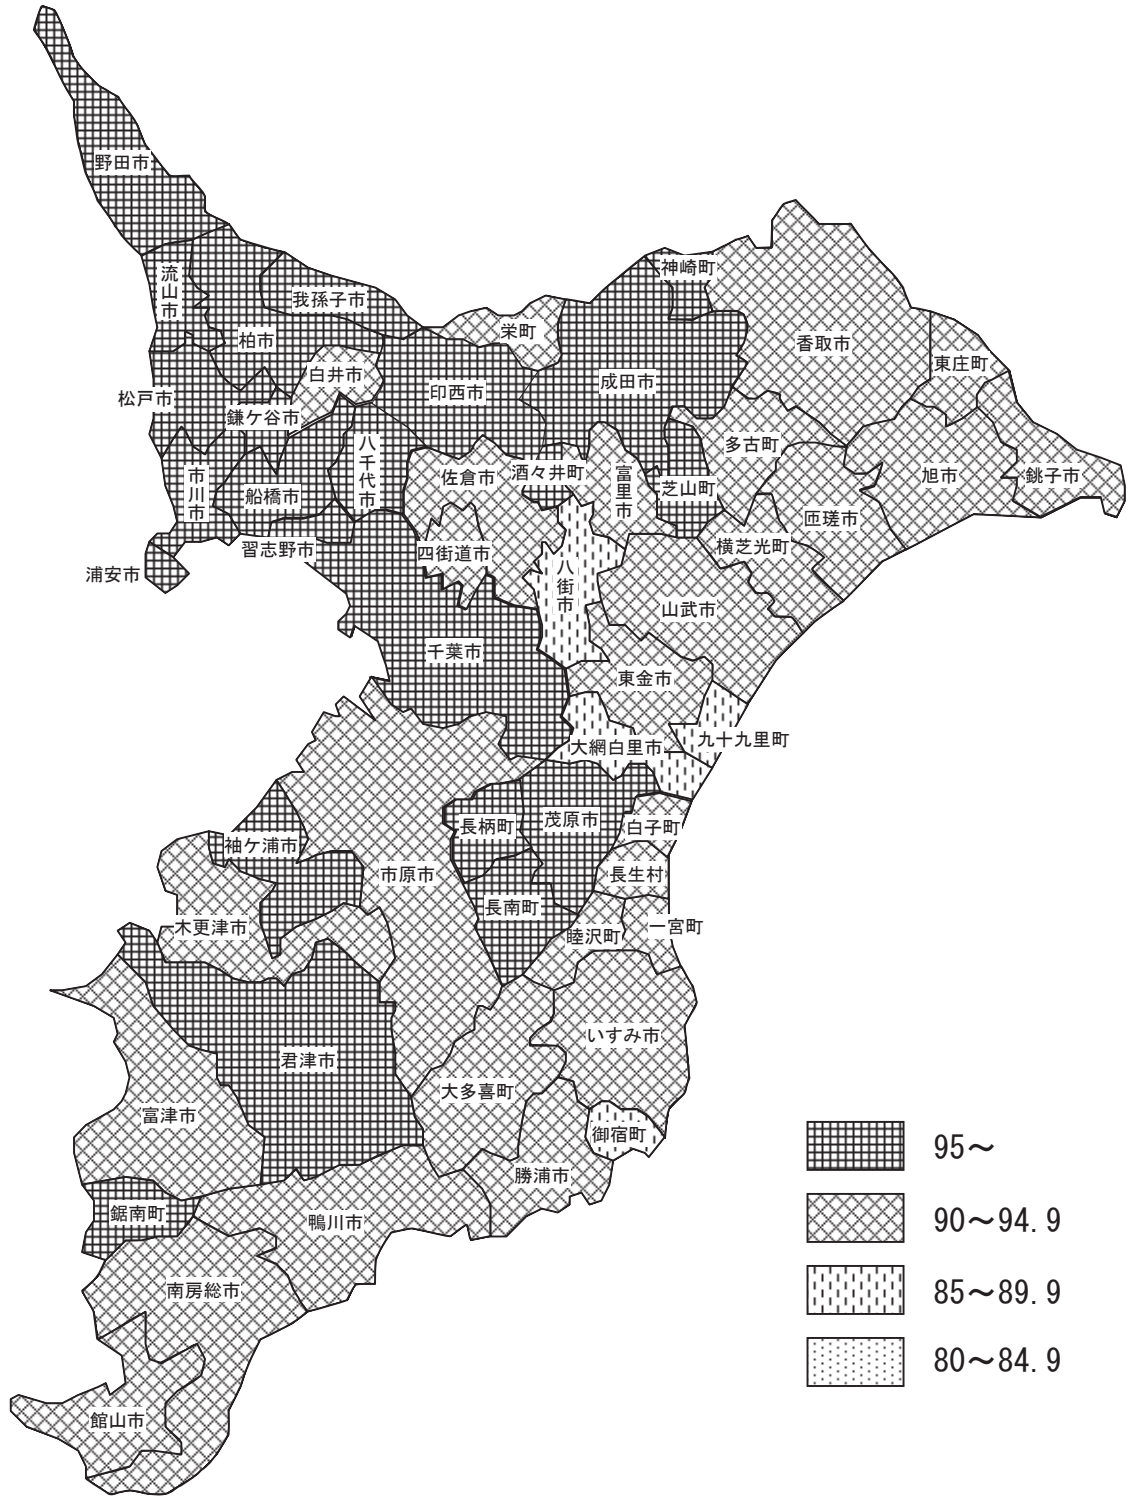 野田市
流山市
我孫子市
柏市
神崎町
栄町
香取市
東庄町
白井市
印西市
成田市
松戸市
鎌ケ谷市
八千代市
多古町
佐倉市
酒々井町
富里市
芝山町
旭市
銚子市
市川市
船橋市
匝瑳市
習志野市
四街道市
横芝光町
浦安市
八街市
山武市
千葉市
東金市
大網白里市
九十九里町
長柄町
茂原市
白子町
袖ケ浦市
市原市
長生村
長南町
木更津市
睦沢町
一宮町
いすみ市
君津市
大多喜町
富津市
御宿町
勝浦市
鋸南町
鴨川市
南房総市
館山市
95～
90～94.9
85～89.9
80～84.9